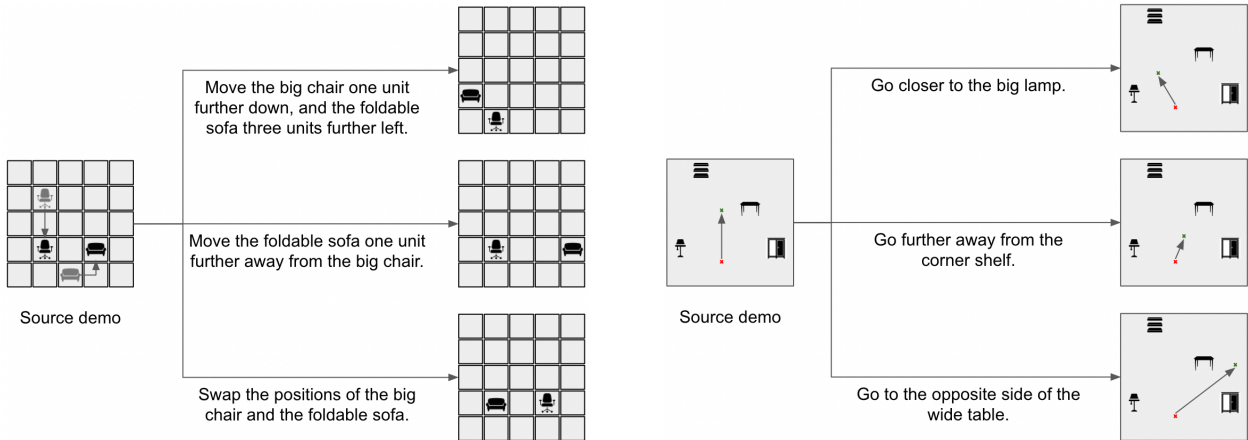 Move the big chair one unit
further down, and the foldable
sofa three units further left.
Move the foldable sofa one unit
further away from the big chair.
Source demo
Swap the positions of the big
chair and the foldable sofa.
Go closer to the big lamp.
Go further away from the
corner shelf.
Source demo
Go to the opposite side of the
wide table.